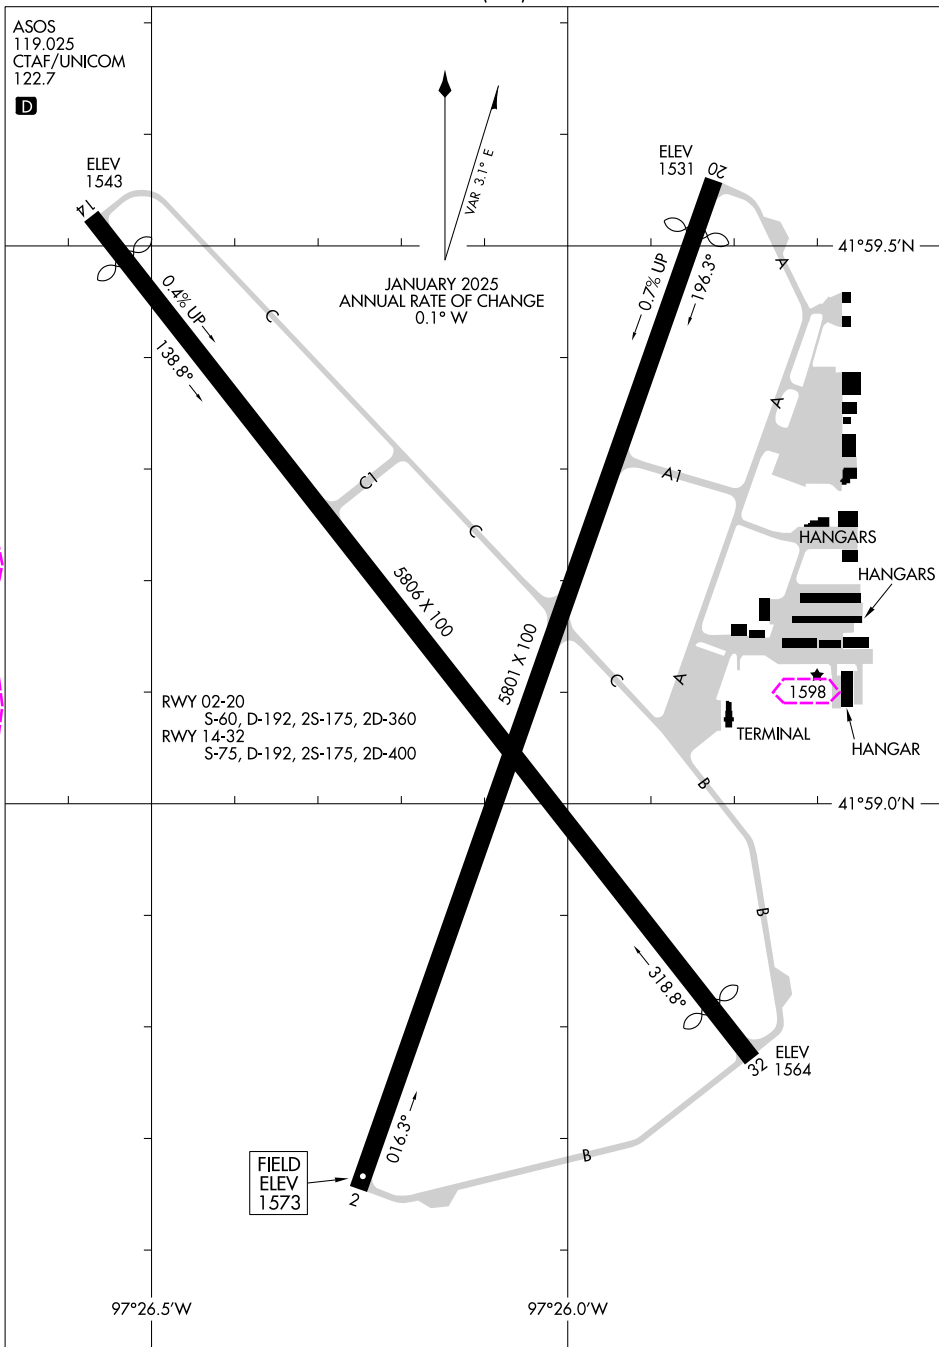 ASOS
119.025
CTAF/UNICOM
122.7
D
VAR 3.1° E
JANUARY 2025
ANNUAL RATE OF CHANGE
0.1° W
ELEV
1543
14
0.4% UP
138.8°
ELEV
1531
20
0.7% UP
196.3°
A
41°59.5'N
C
A
C1
A1
C
HANGARS
HANGARS
5806 X 100
5801 X 100
C
A
1598
RWY 02-20
S-60, D-192, 2S-175, 2D-360
RWY 14-32
S-75, D-192, 2S-175, 2D-400
TERMINAL
HANGAR
B
41°59.0'N
B
318.8°
32
ELEV
1564
016.3°
B
FIELD
ELEV
1573
2
97°26.5'W
97°26.0'W